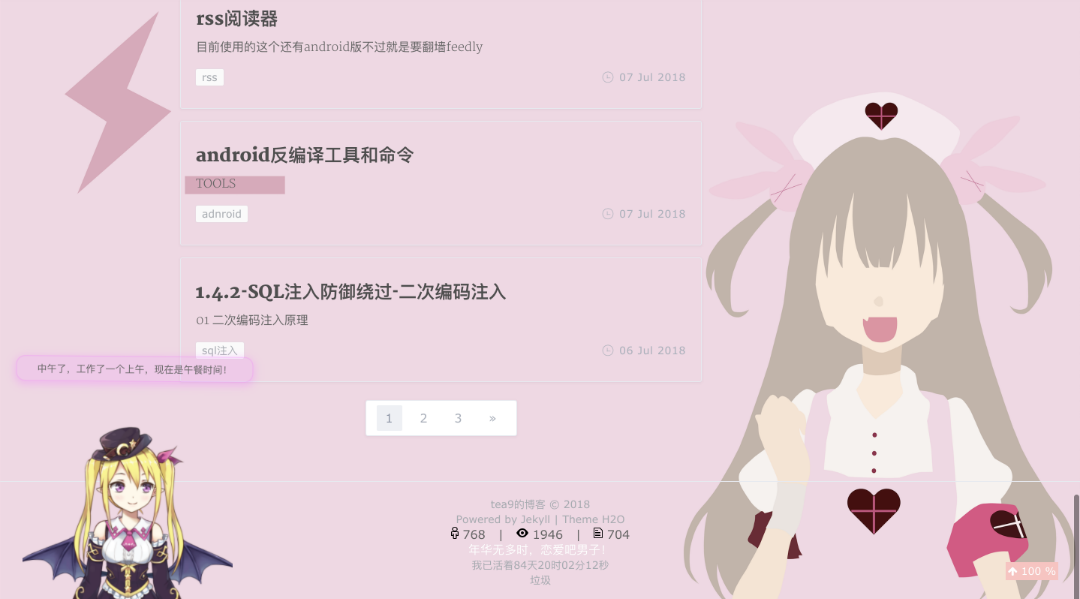 rss阅读器
目前使用的这个还有android版不过就是要翻墙feedly
rss
07 Jul 2018
android反编译工具和命令
TOOLS
adnroid
07 Jul 2018
1.4.2-SQL注入防御绕过-二次编码注入
01 二次编码注入原理
sql注入
06 Jul 2018
中午了，工作了一个上午，现在是午餐时间！
1 2 3 »
tea9的博客 © 2018
Powered by Jekyll | Theme H2O
768 | 1946 | 704
年华无多时，恋爱吧男子！
我已活着84天20时02分12秒
垃圾
100 %